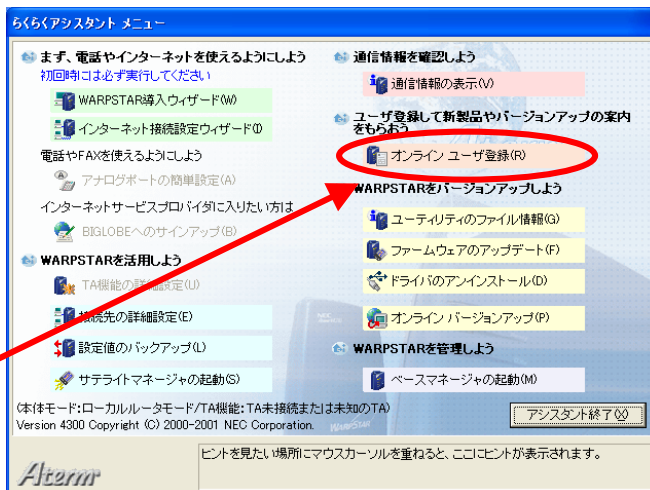 らくらくアシスタント メニュー
まず、電話やインターネットを使えるようにしよう
初回時には必ず実行してください
WARPSTAR導入ウィザード(W)
インターネット接続設定ウィザード(I)
電話やFAXを使えるようにしよう
アナログポートの簡単設定(A)
インターネットサービスプロバイダに入りたい方は
BIGLOBEへのサインアップ(B)
WARPSTARを活用しよう
TA機能の詳細設定(U)
接続先の詳細設定(E)
設定値のバックアップ(L)
サテライトマネージャの起動(S)
通信情報を確認しよう
通信情報の表示(V)
ユーザ登録して新製品やバージョンアップの案内
をもらおう
オンライン ユーザ登録(R)
WARPSTARをバージョンアップしよう
ユーティリティのファイル情報(G)
ファームウェアのアップデート(F)
ドライバのアンインストール(D)
オンライン バージョンアップ(P)
WARPSTARを管理しよう
ベースマネージャの起動(M)
(本体モード:ローカルルータモード/TA機能:TA未接続または未知のTA)
Version 4300 Copyright (C) 2000-2001 NEC Corporation.
WarpStar
アシスタント終了(X)
Aterm
ヒントを見たい場所にマウスカーソルを重ねると、ここにヒントが表示されます。